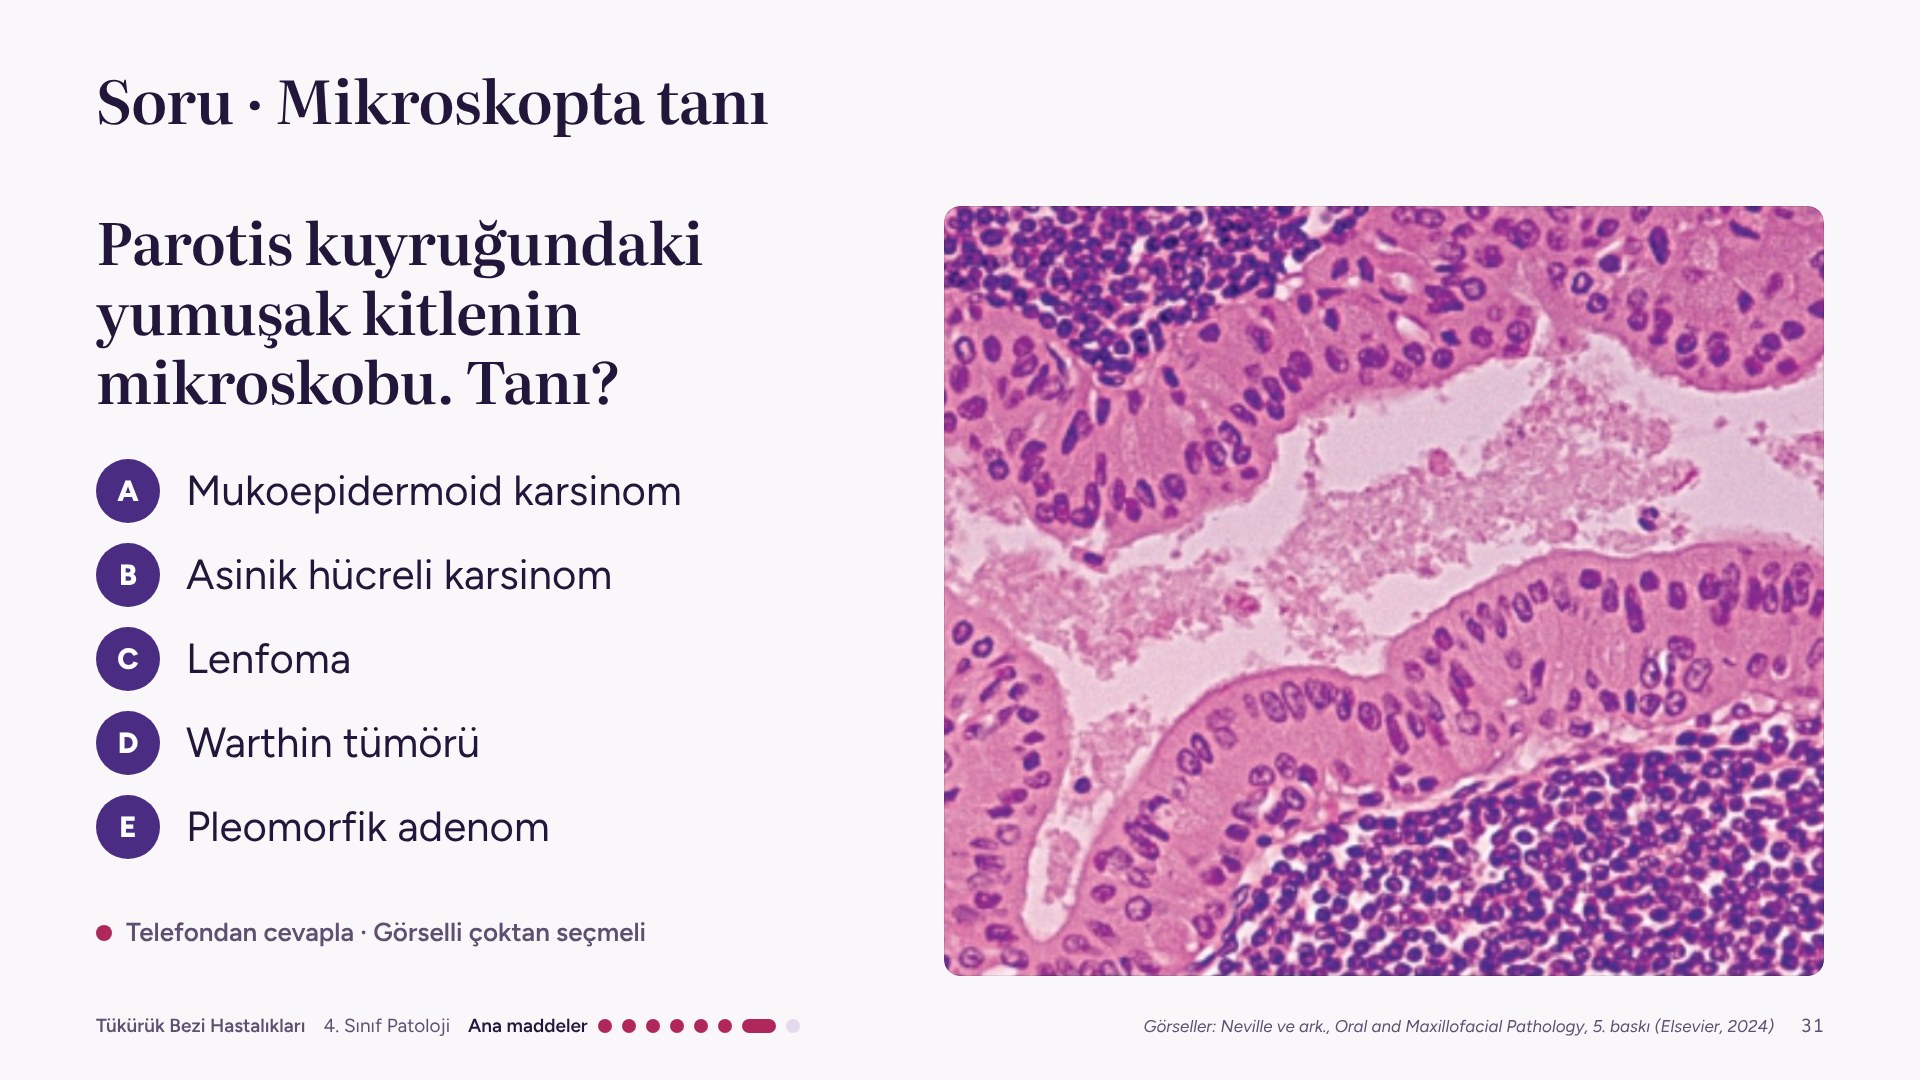 Soru · Mikroskopta tanı
Parotis kuyruğundaki
yumuşak kitlenin
mikroskobu. Tanı?
A Mukoepidermoid karsinom
B Asinik hücreli karsinom
C Lenfoma
D Warthin tümörü
E Pleomorfik adenom
Telefondan cevapla · Görselli çoktan seçmeli
Tükürük Bezi Hastalıkları 4. Sınıf Patoloji Ana maddeler
Görseller: Neville ve ark., Oral and Maxillofacial Pathology, 5. baskı (Elsevier, 2024) 31